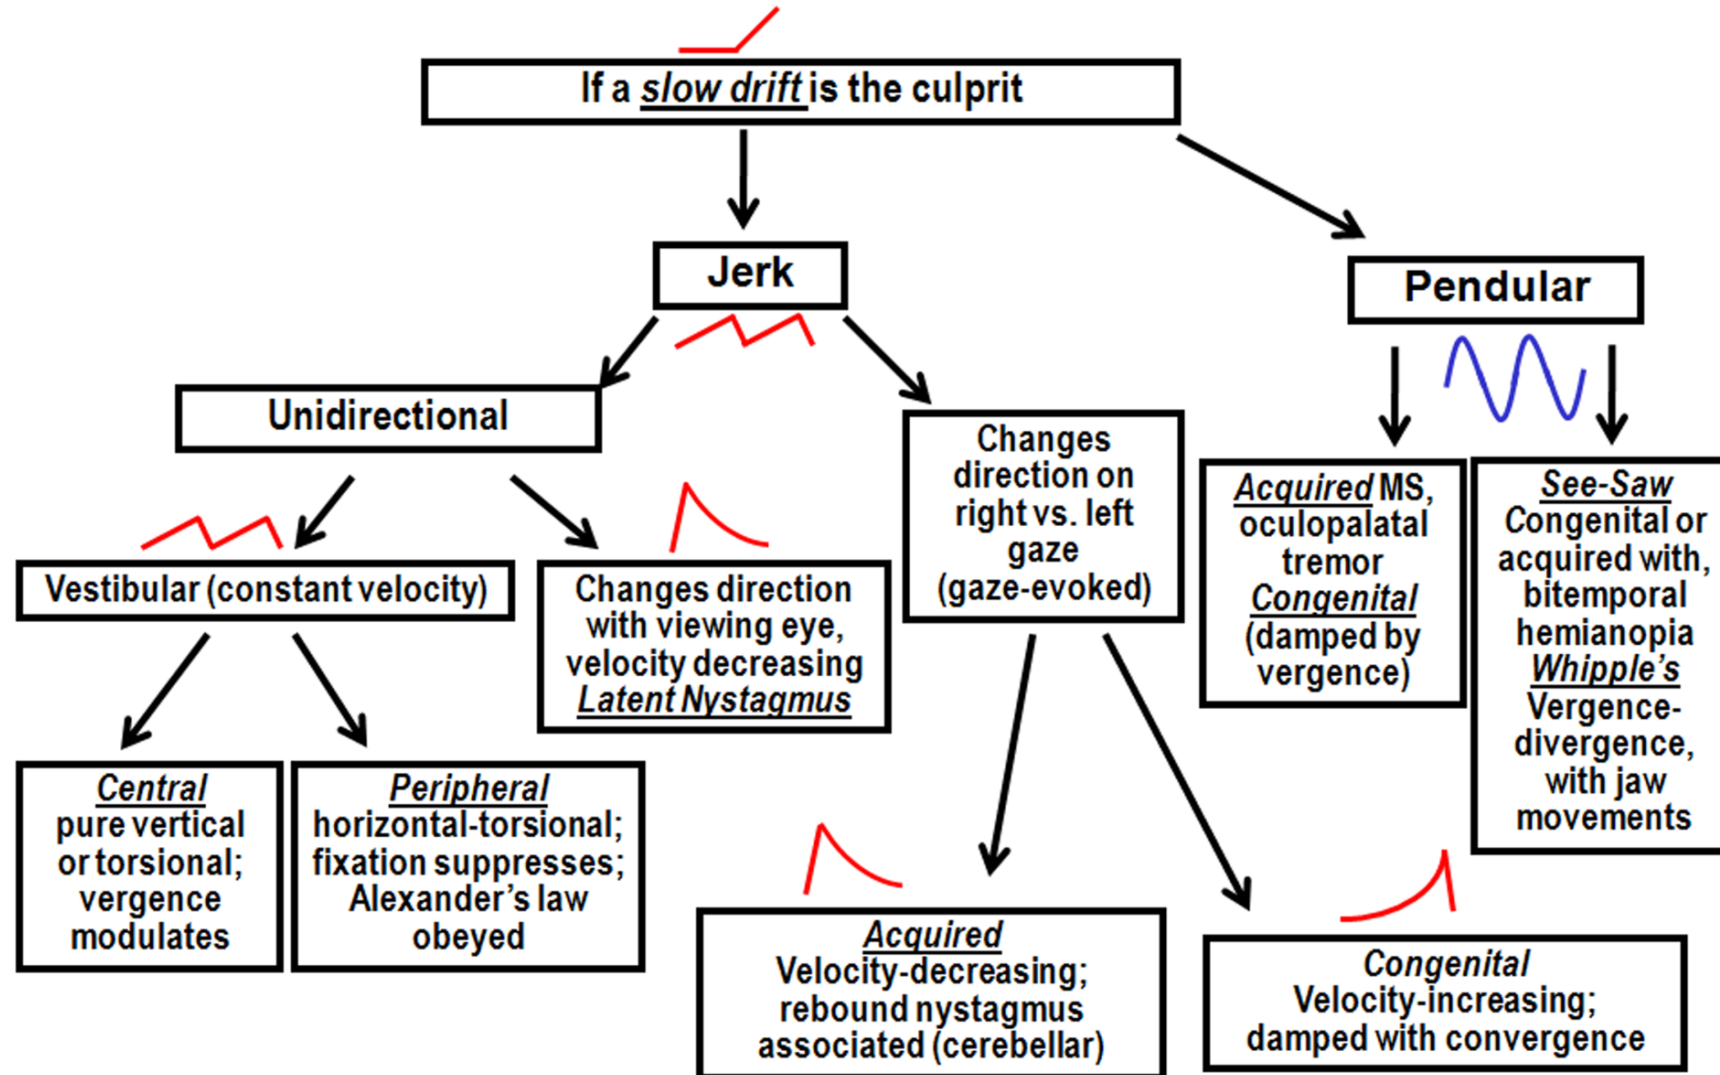 If a slow drift is the culprit
Jerk
Pendular
Unidirectional
Changes
direction on
right vs. left
gaze
(gaze-evoked)
Acquired MS,
oculopalatal
tremor
Congenital
(damped by
vergence)
See-Saw
Congenital or
acquired with,
bitemporal
hemianopia
Whipple's
Vergence-
divergence,
with jaw
movements
Vestibular (constant velocity)
Changes direction
with viewing eye,
velocity decreasing
Latent Nystagmus
Central
pure vertical
or torsional;
vergence
modulates
Peripheral
horizontal-torsional;
fixation suppresses;
Alexander's law
obeyed
Acquired
Velocity-decreasing;
rebound nystagmus
associated (cerebellar)
Congenital
Velocity-increasing;
damped with convergence